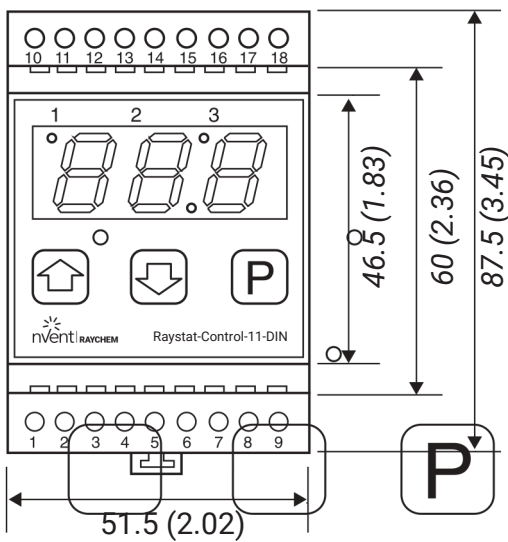 10 11 12 13 14 15 16 17 18
1 2 3
888
P
nVent RAYCHEM Raystat-Control-11-DIN
1 2 3 4 5 6 7 8 9
46.5 (1.83)
60 (2.36)
87.5 (3.45)
P
51.5 (2.02)